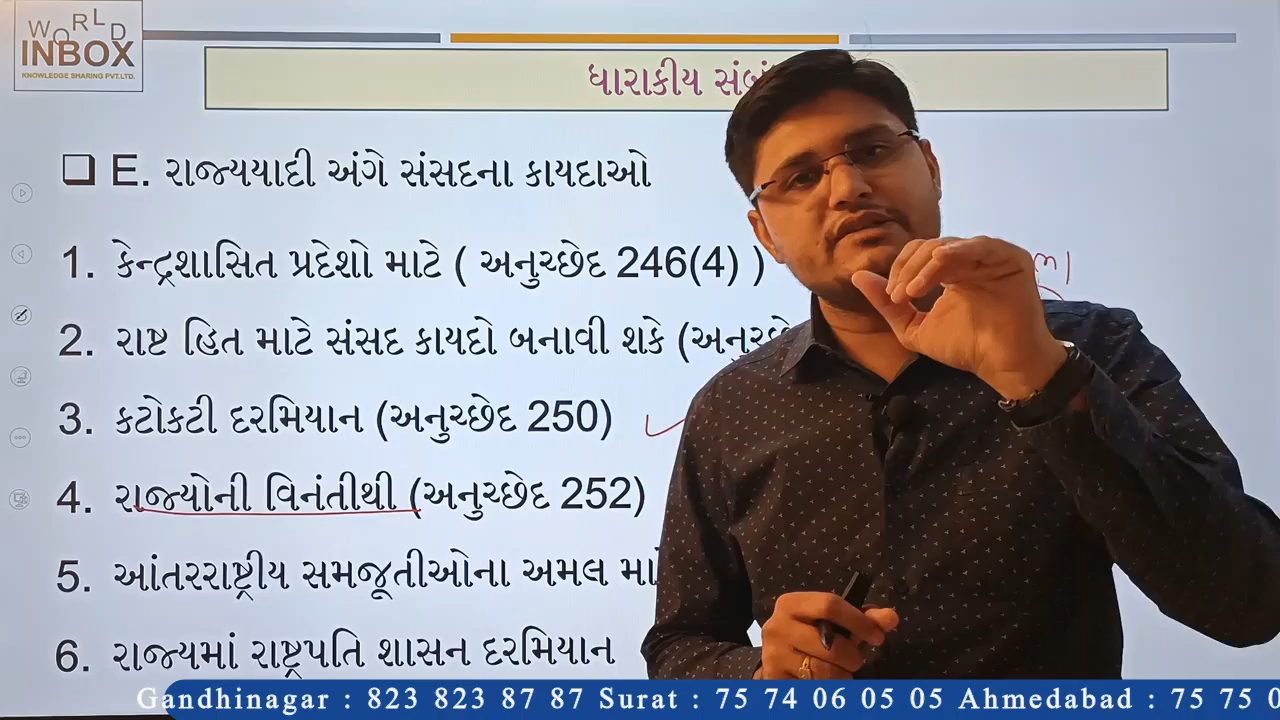 WORLD
INBOX
KNOWLEDGE SHARING PVT.LTD.
ધારાકીય
❑ E. રાજ્યયાદી અંગે સંસદના કાયદાઓ
1. કેન્દ્રશાસિત પ્રદેશો માટે ( અનુચ્છેદ 246(4) )
2. રાષ્ટ હિત માટે સંસદ કાયદો બનાવી શકે
3. કટોકટી દરમિયાન (અનુચ્છેદ 250)
4. રાજ્યોની વિનંતીથી (અનુચ્છેદ 252)
5. આંતરરાષ્ટ્રીય સમજૂતીઓના અમલ
6. રાજ્યમાં રાષ્ટ્રપતિ શાસન દરમિયાન
Gandhinagar : 823 823 87 87 Surat : 75 74 06 05 05 Ahmedabad : 75 75 0